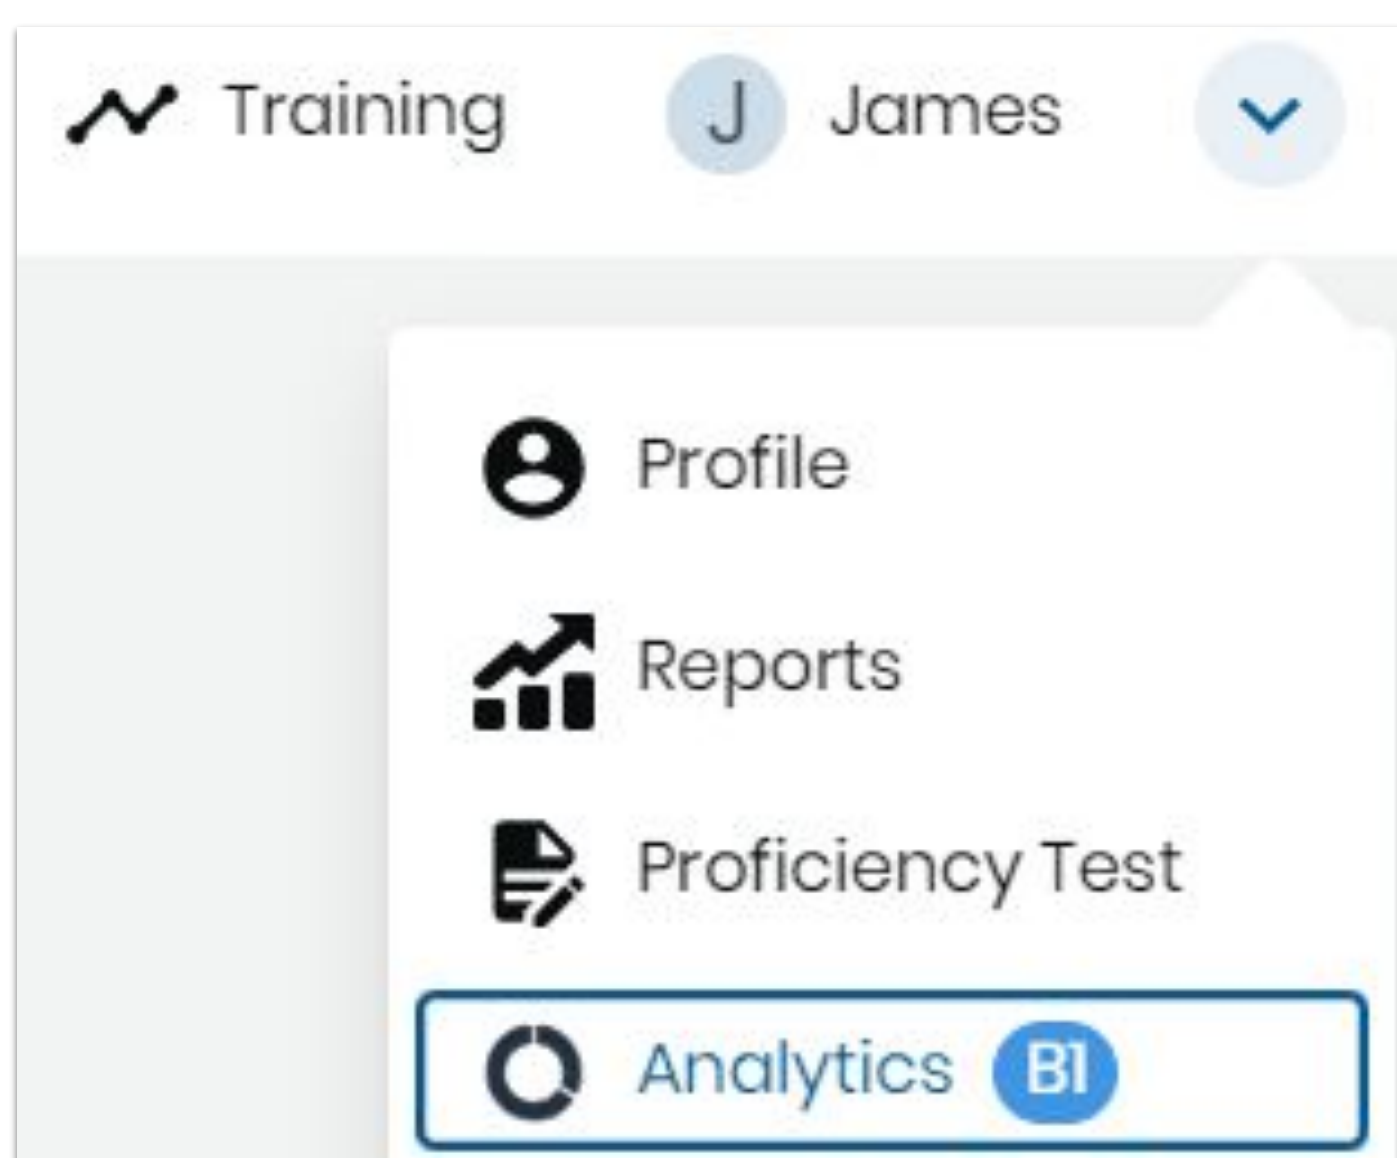 Training J James
Profile
Reports
Proficiency Test
Analytics B1